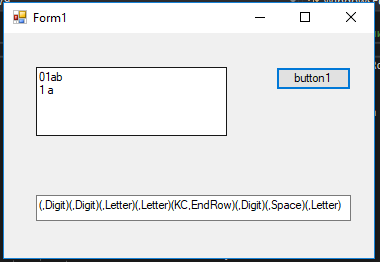 Form1
01ab
1 a
button1
(,Digit)(,Digit)(,Letter)(,Letter)(KC,EndRow)(,Digit)(,Space)(,Letter)